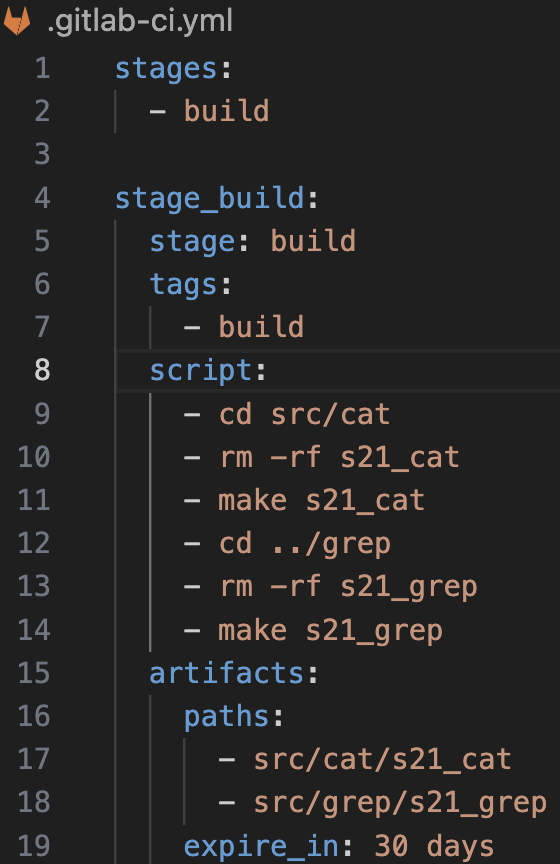 .gitlab-ci.yml
1 stages:
2   - build
3
4 stage_build:
5   stage: build
6   tags:
7     - build
8   script:
9     - cd src/cat
10     - rm -rf s21_cat
11     - make s21_cat
12     - cd ../grep
13     - rm -rf s21_grep
14     - make s21_grep
15   artifacts:
16     paths:
17       - src/cat/s21_cat
18       - src/grep/s21_grep
19     expire_in: 30 days